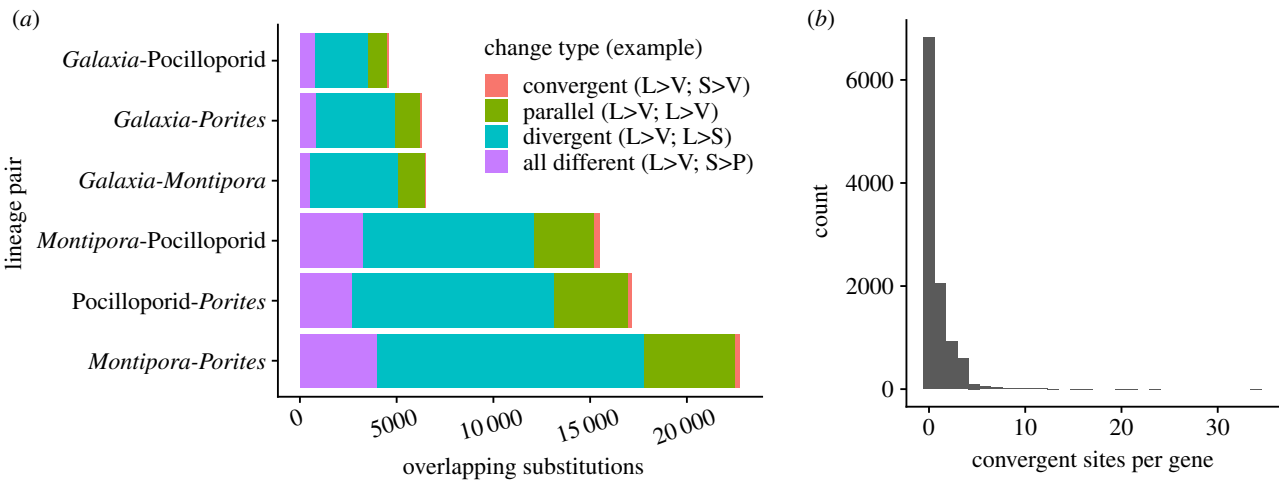 (a)
lineage pair
Galaxia-Pocilloporid
Galaxia-Porites
Galaxia-Montipora
Montipora-Pocilloporid
Pocilloporid-Porites
Montipora-Porites
change type (example)
convergent (L>V; S>V)
parallel (L>V; L>V)
divergent (L>V; L>S)
all different (L>V; S>P)
0
5000
10 000
15 000
20 000
overlapping substitutions
(b)
count
6000
4000
2000
0
0
10
20
30
convergent sites per gene